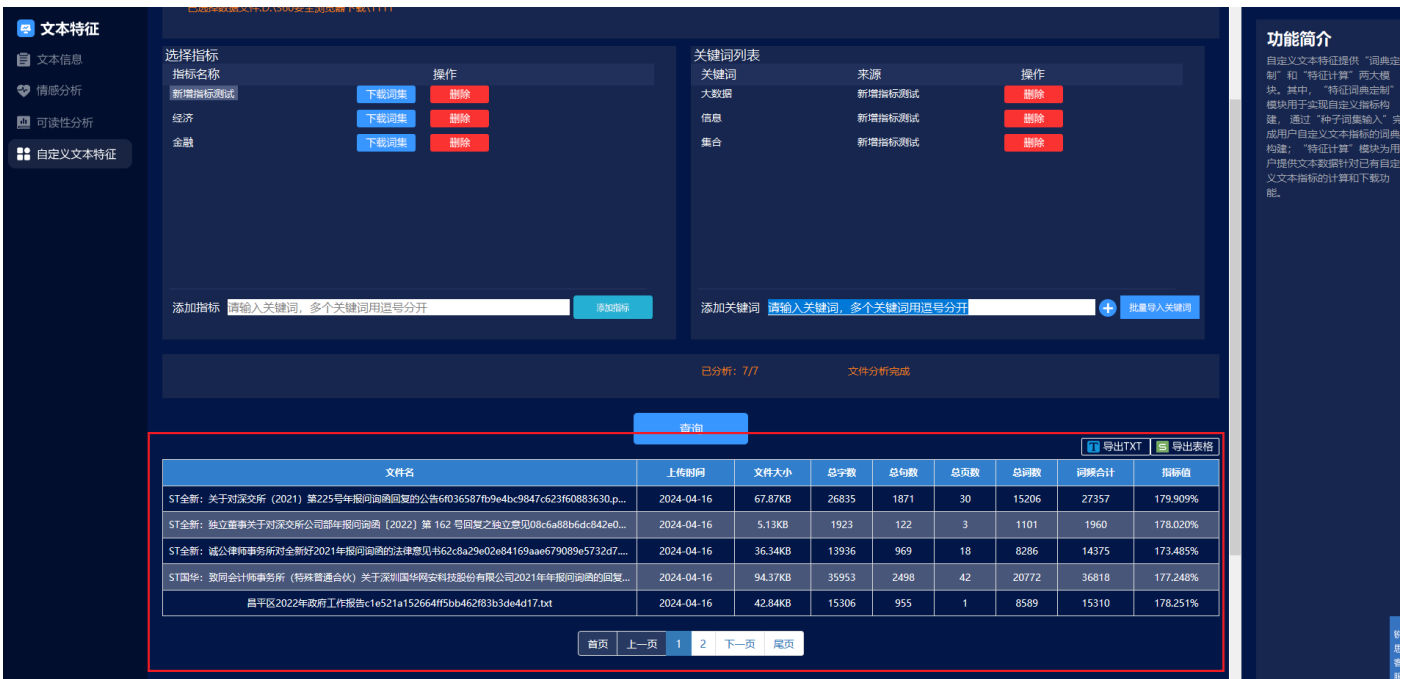 文本特征
文本信息
情感分析
可读性分析
自定义文本特征
已选择数据文件:D:\360安全浏览器下载\1111
选择指标
指标名称 操作
新增指标测试 下载词集 删除
经济 下载词集 删除
金融 下载词集 删除
添加指标 请输入关键词，多个关键词用逗号分开 添加指标
关键词列表
关键词 来源 操作
大数据 新增指标测试 删除
信息 新增指标测试 删除
集合 新增指标测试 删除
添加关键词 请输入关键词，多个关键词用逗号分开 批量导入关键词
已分析：7/7 文件分析完成
查询
导出TXT 导出表格
文件名 上传时间 文件大小 总字数 总句数 总页数 总词数 词频合计 指标值
ST全新：关于对深交所（2021）第225号年报问询函回复的公告6f036587fb9e4bc9847c623f60883630.p... 2024-04-16 67.87KB 26835 1871 30 15206 27357 179.909%
ST全新：独立董事关于对深交所公司部年报问询函〔2022〕第 162 号回复之独立意见08c6a88b6dc842e0... 2024-04-16 5.13KB 1923 122 3 1101 1960 178.020%
ST全新：诚公律师事务所对全新好2021年报问询函的法律意见书62c8a29e02e84169aae679089e5732d7.... 2024-04-16 36.34KB 13936 969 18 8286 14375 173.485%
ST国华：致同会计师事务所（特殊普通合伙）关于深圳国华网安科技股份有限公司2021年年报问询函的回复... 2024-04-16 94.37KB 35953 2498 42 20772 36818 177.248%
昌平区2022年政府工作报告c1e521a152664ff5bb462f83b3de4d17.txt 2024-04-16 42.84KB 15306 955 1 8589 15310 178.251%
首页 上一页 1 2 下一页 尾页
功能简介
自定义文本特征提供“词典定
制”和“特征计算”两大模
块。其中，“特征词典定制”
模块用于实现自定义指标构
建，通过“种子词集输入”完
成用户自定义文本指标的词典
构建；“特征计算”模块为用
户提供文本数据针对已有自定
义文本指标的计算和下载功
能。